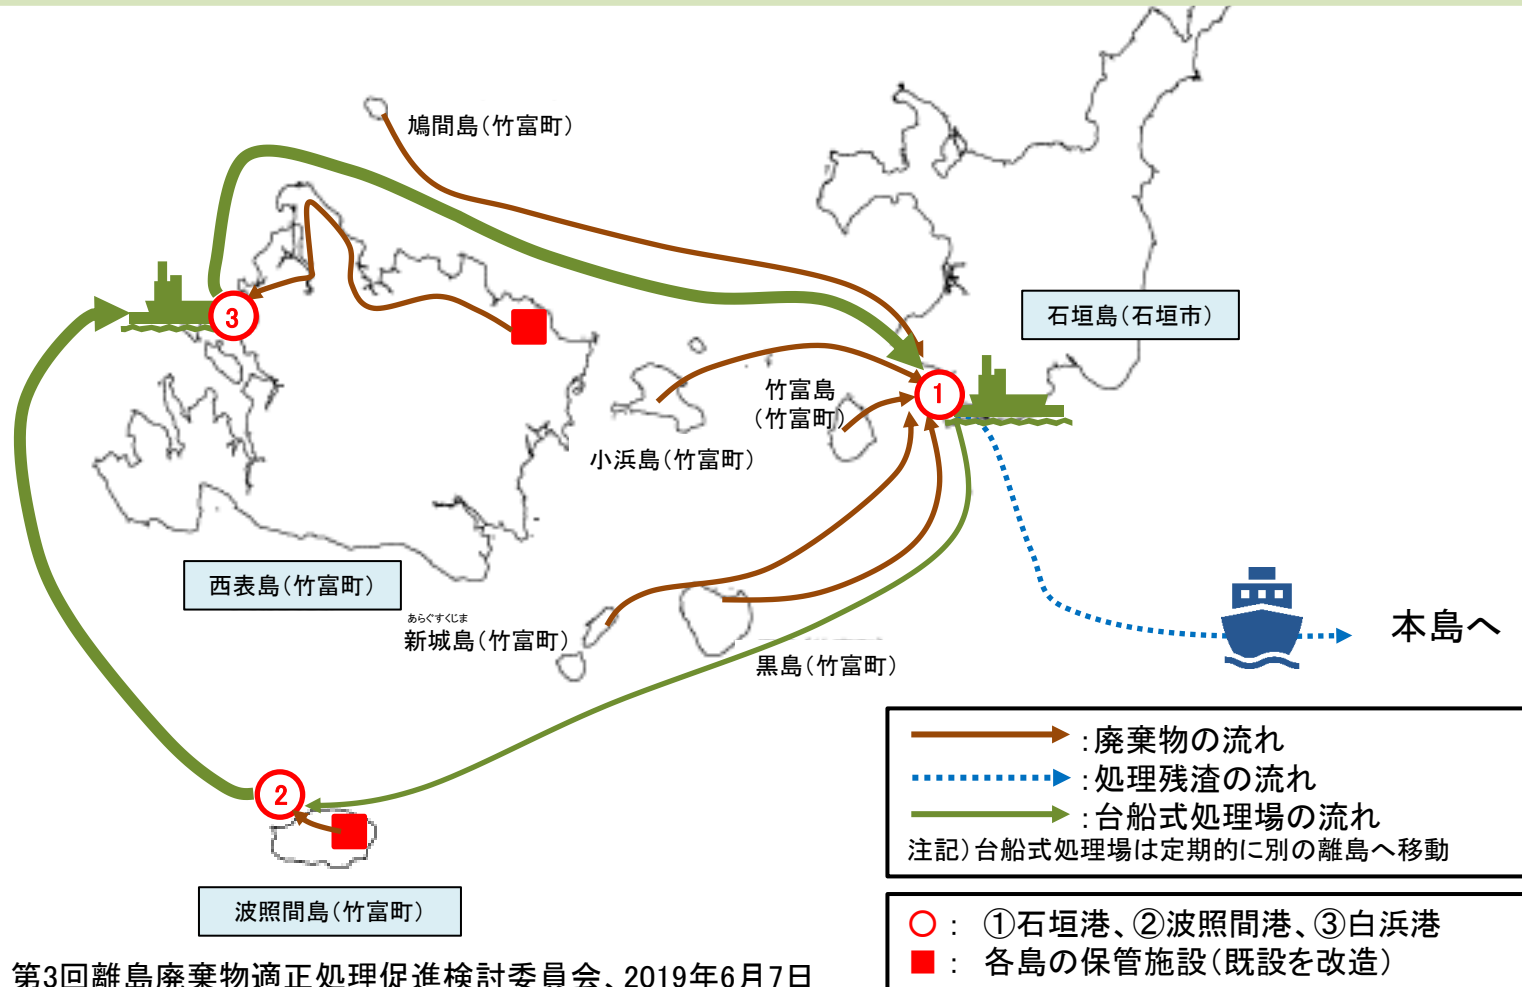 鳩間島(竹富町)
石垣島(石垣市)
3
1
竹富島
(竹富町)
小浜島(竹富町)
西表島(竹富町)
あらぐすくじま
新城島(竹富町)
黒島(竹富町)
本島へ
2
波照間島(竹富町)
:廃棄物の流れ
:処理残渣の流れ
:台船式処理場の流れ
注記)台船式処理場は定期的に別の離島へ移動
: ①石垣港、②波照間港、③白浜港
: 各島の保管施設(既設を改造)
第3回離島廃棄物適正処理促進検討委員会、2019年6月7日